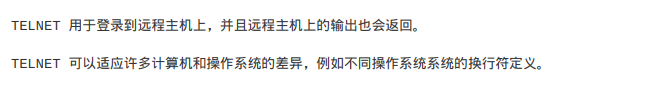 TELNET 用于登录到远程主机上，并且远程主机上的输出也会返回。
TELNET 可以适应许多计算机和操作系统的差异，例如不同操作系统系统的换行符定义。